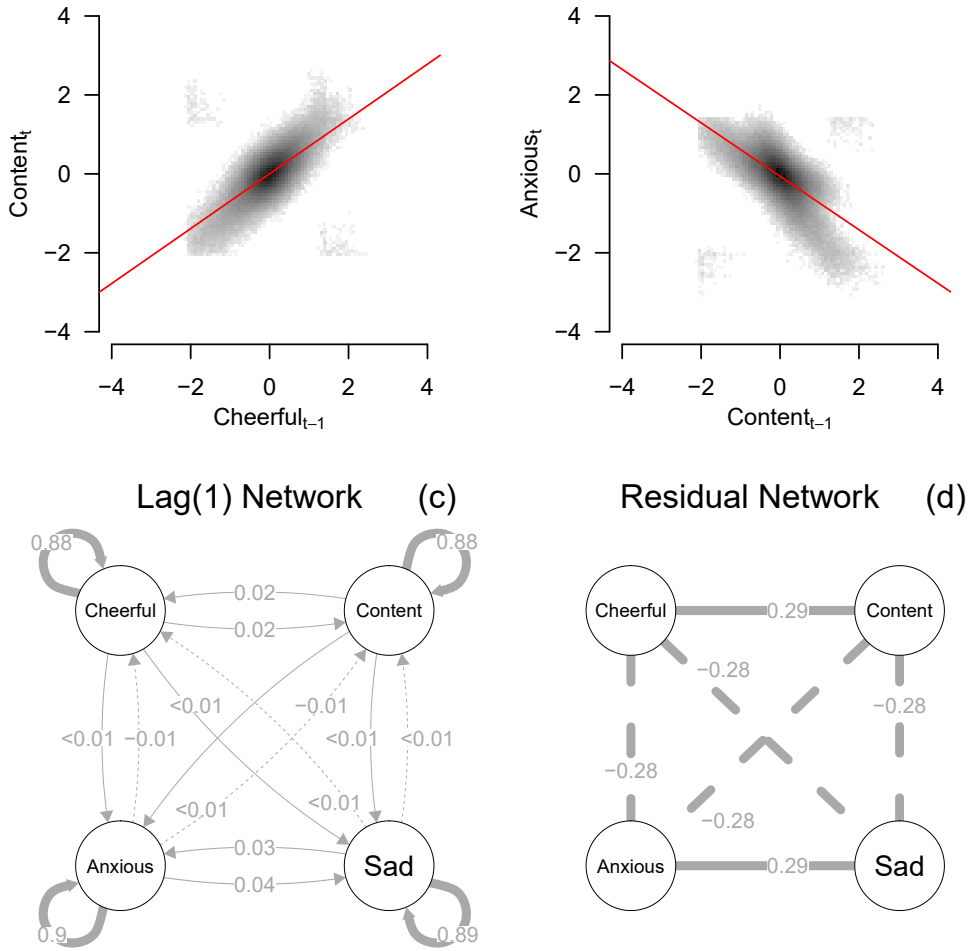 4
2
0
−2
−4
Content_t
−4 −2 0 2 4
Cheerful_t−1
4
2
0
−2
−4
Anxious_t
−4 −2 0 2 4
Content_t−1
Lag(1) Network (c)
0.88 0.88
Cheerful 0.02 Content
0.02
<0.01 −0.01
<0.01 −0.01 <0.01 <0.01
<0.01 <0.01
Anxious 0.03 Sad
0.04
0.9 0.89
Residual Network (d)
Cheerful 0.29 Content
−0.28
−0.28
−0.28
−0.28
Anxious 0.29 Sad